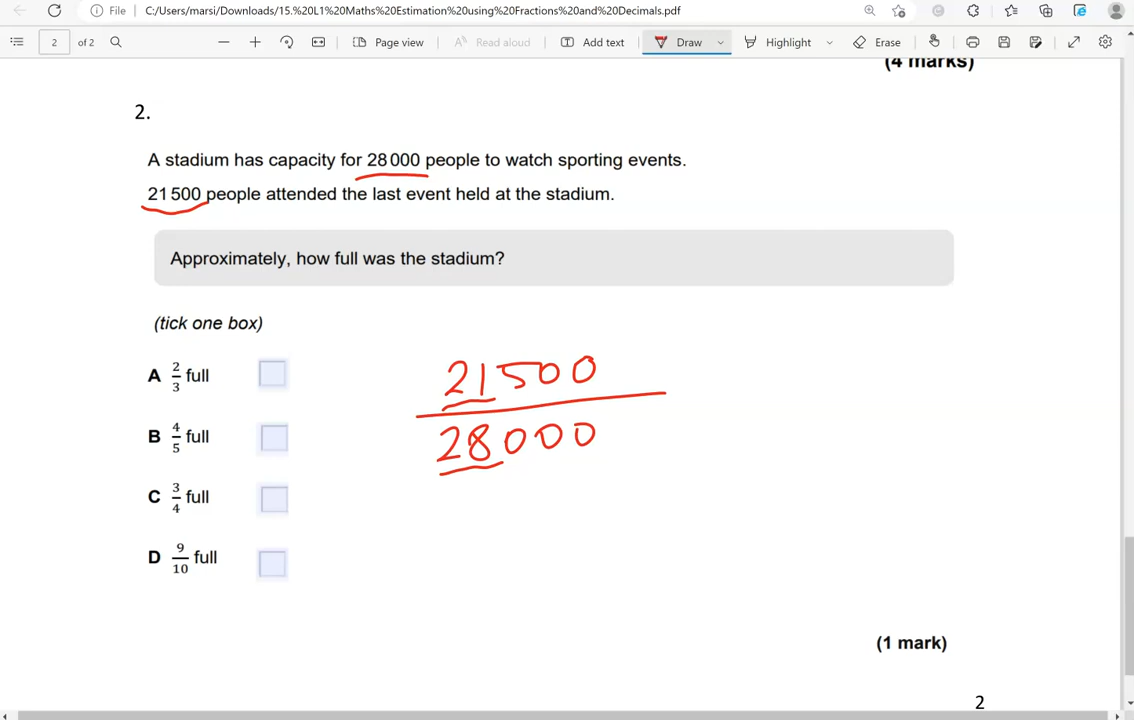 File | C:/Users/marsi/Downloads/15.%20L1%20Maths%20Estimation%20using%20Fractions%20and%20Decimals.pdf
2 of 2 Page view Read aloud Add text Draw Highlight Erase
(4 marks)
2.
A stadium has capacity for 28 000 people to watch sporting events.
21 500 people attended the last event held at the stadium.
Approximately, how full was the stadium?
(tick one box)
A 2/3 full
B 4/5 full
C 3/4 full
D 9/10 full
21500
28000
(1 mark)
2